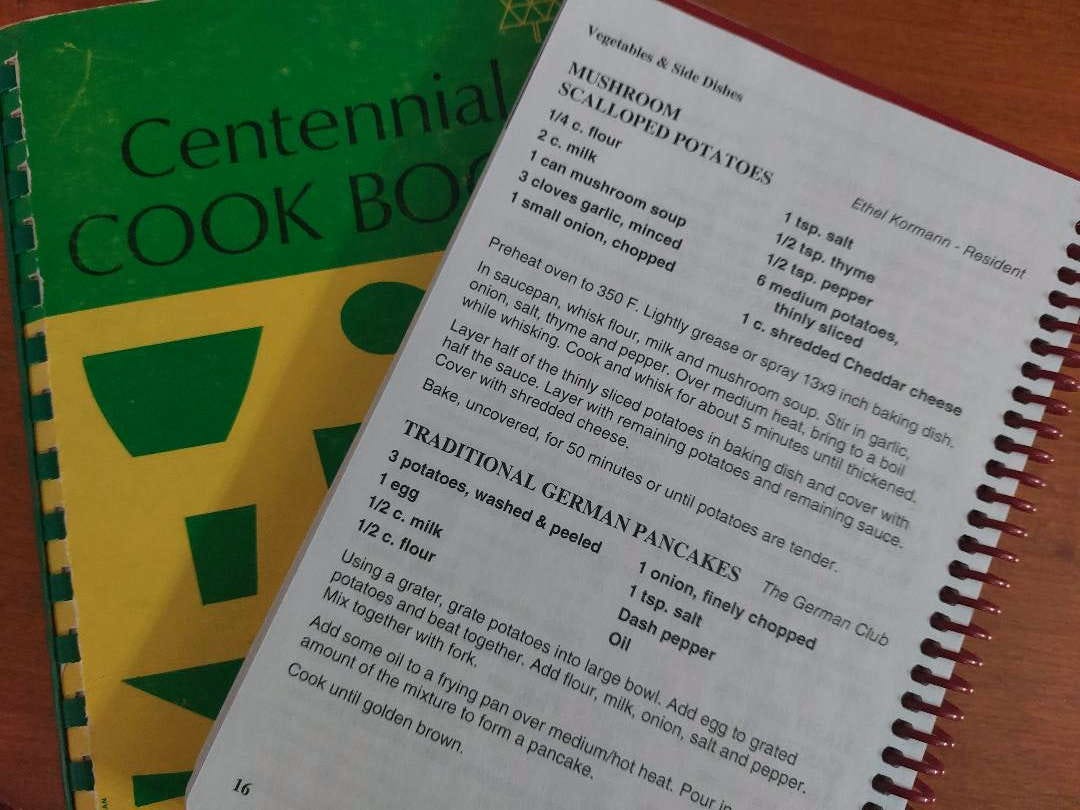 Centennial
COOK BOO
Vegetables & Side Dishes
MUSHROOM
SCALLOPED POTATOES
Ethel Kormann - Resident
1/4 c. flour
2 c. milk
1 can mushroom soup
3 cloves garlic, minced
1 small onion, chopped
1 tsp. salt
1/2 tsp. thyme
1/2 tsp. pepper
6 medium potatoes,
thinly sliced
1 c. shredded Cheddar cheese
Preheat oven to 350 F. Lightly grease or spray 13x9 inch baking dish.
In saucepan, whisk flour, milk and mushroom soup. Stir in garlic,
onion, salt, thyme and pepper. Over medium heat, bring to a boil
while whisking. Cook and whisk for about 5 minutes until thickened.
Layer half of the thinly sliced potatoes in baking dish and cover with
half the sauce. Layer with remaining potatoes and remaining sauce.
Cover with shredded cheese.
Bake, uncovered, for 50 minutes or until potatoes are tender.
TRADITIONAL GERMAN PANCAKES
The German Club
3 potatoes, washed & peeled
1 egg
1/2 c. milk
1/2 c. flour
1 onion, finely chopped
1 tsp. salt
Dash pepper
Oil
Using a grater, grate potatoes into large bowl. Add egg to grated
potatoes and beat together. Add flour, milk, onion, salt and pepper.
Mix together with fork.
Add some oil to a frying pan over medium/hot heat. Pour in
amount of the mixture to form a pancake.
Cook until golden brown.
16